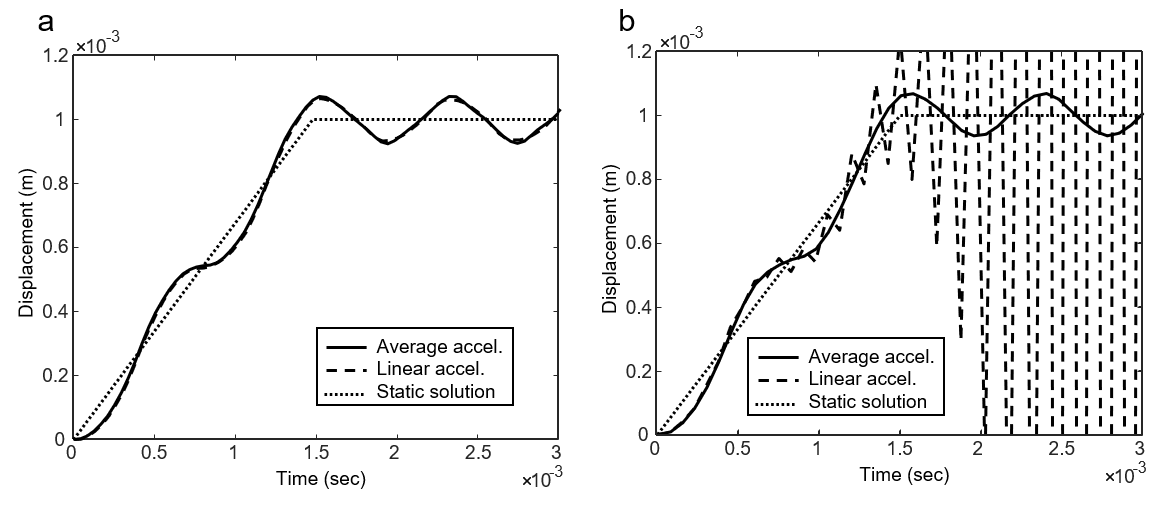 a
×10-3
1.2
1
0.8
0.6
0.4
0.2
0
Displacement (m)
Average accel.
Linear accel.
Static solution
0 0.5 1 1.5 2 2.5 3
Time (sec)
×10-3
b
×10-3
1.2
1
0.8
0.6
0.4
0.2
0
Displacement (m)
Average accel.
Linear accel.
Static solution
0 0.5 1 1.5 2 2.5 3
Time (sec)
×10-3